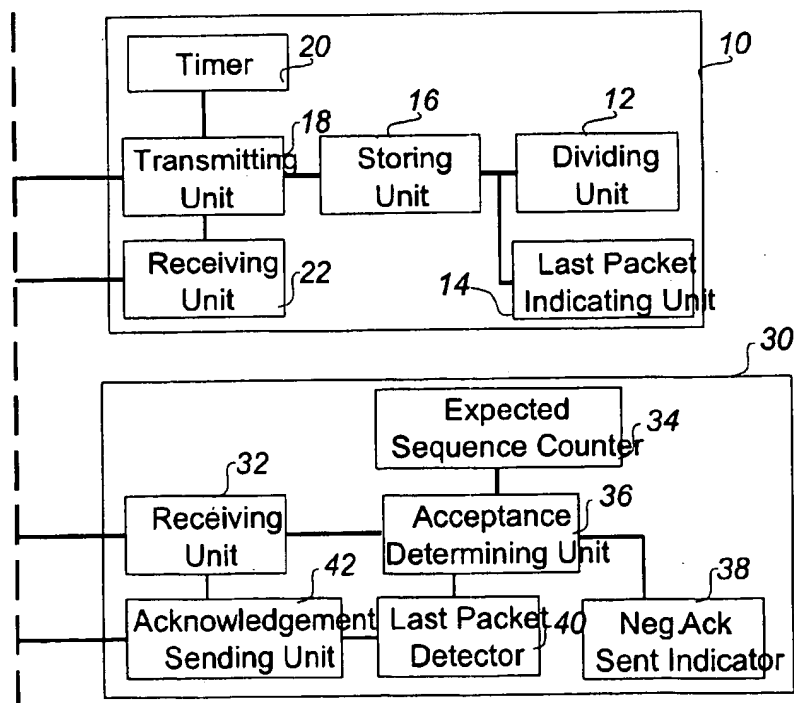 Timer
20
10
18
16
12
Transmitting
Unit
Storing
Unit
Dividing
Unit
Receiving
Unit
22
14
Last Packet
Indicating Unit
30
Expected
Sequence Counter
34
32
Receiving
Unit
Acceptance
Determining Unit
36
42
38
Acknowledgement
Sending Unit
Last Packet
Detector
40
Neg.Ack
Sent Indicator